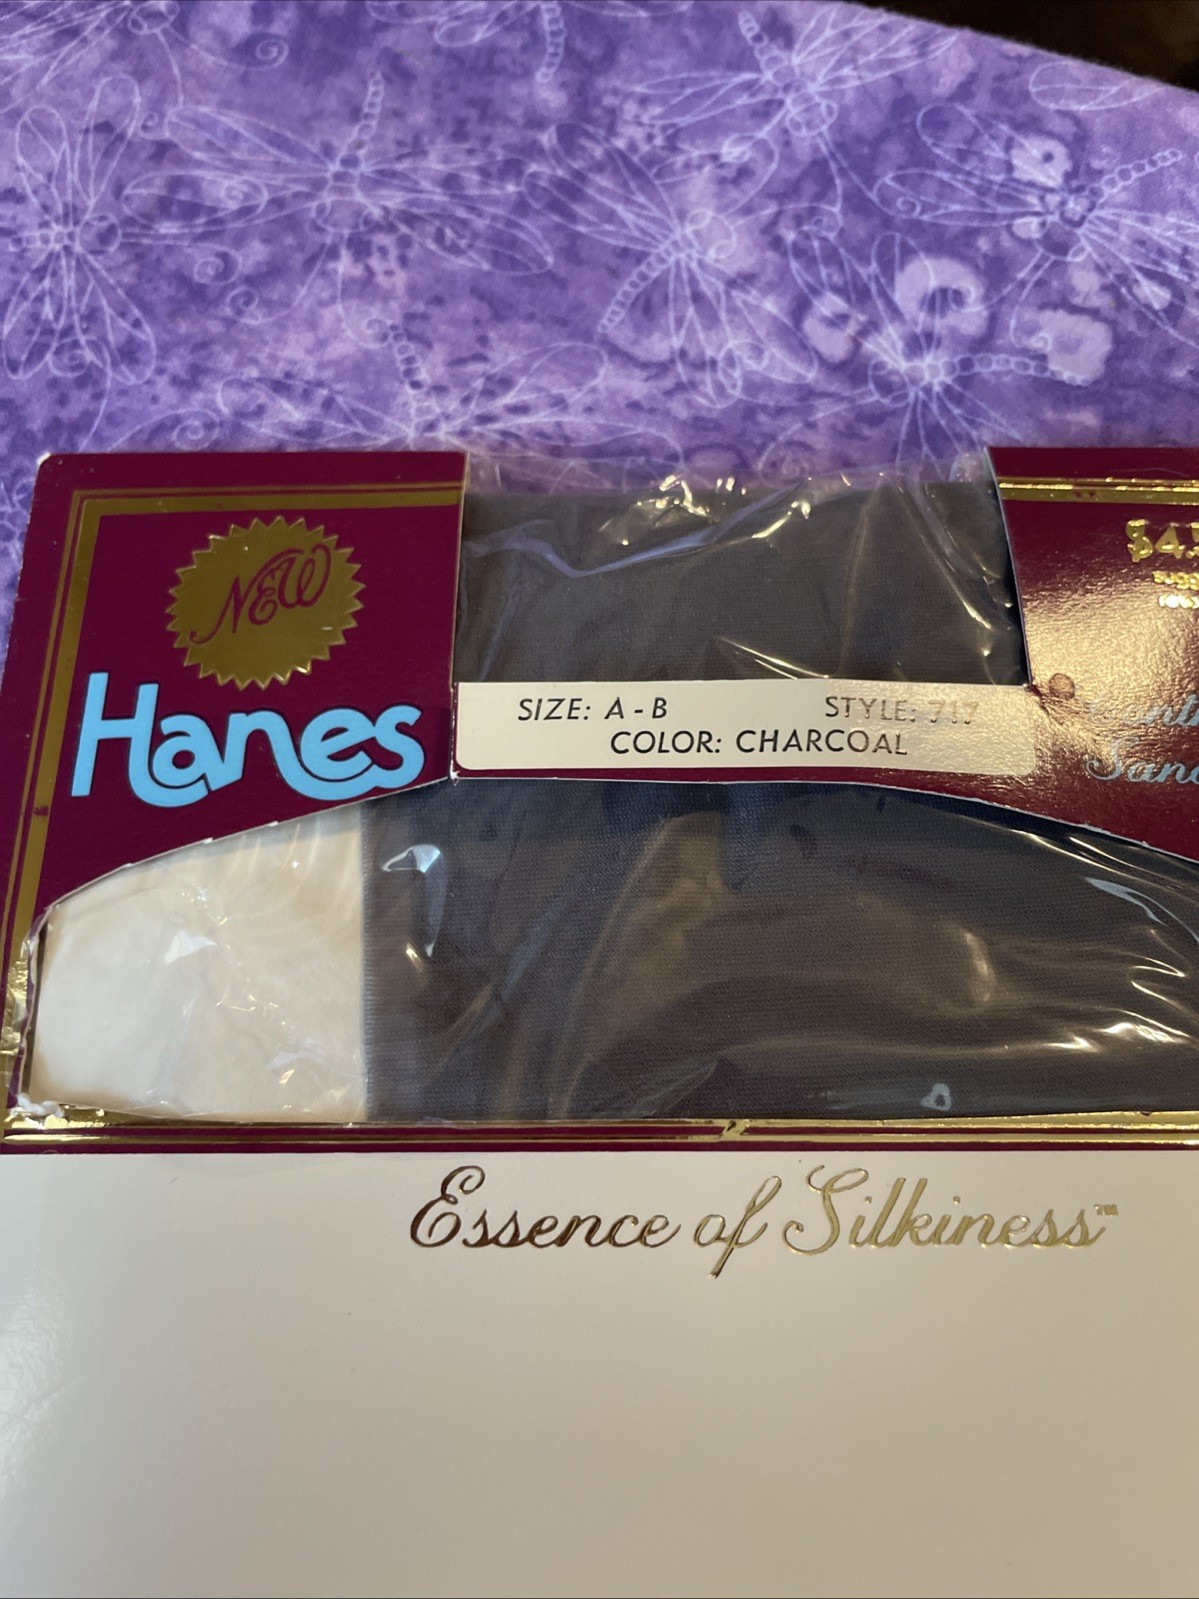 NEW
Hanes
SIZE: A-B STYLE: 717
COLOR: CHARCOAL
Essence of Silkiness™